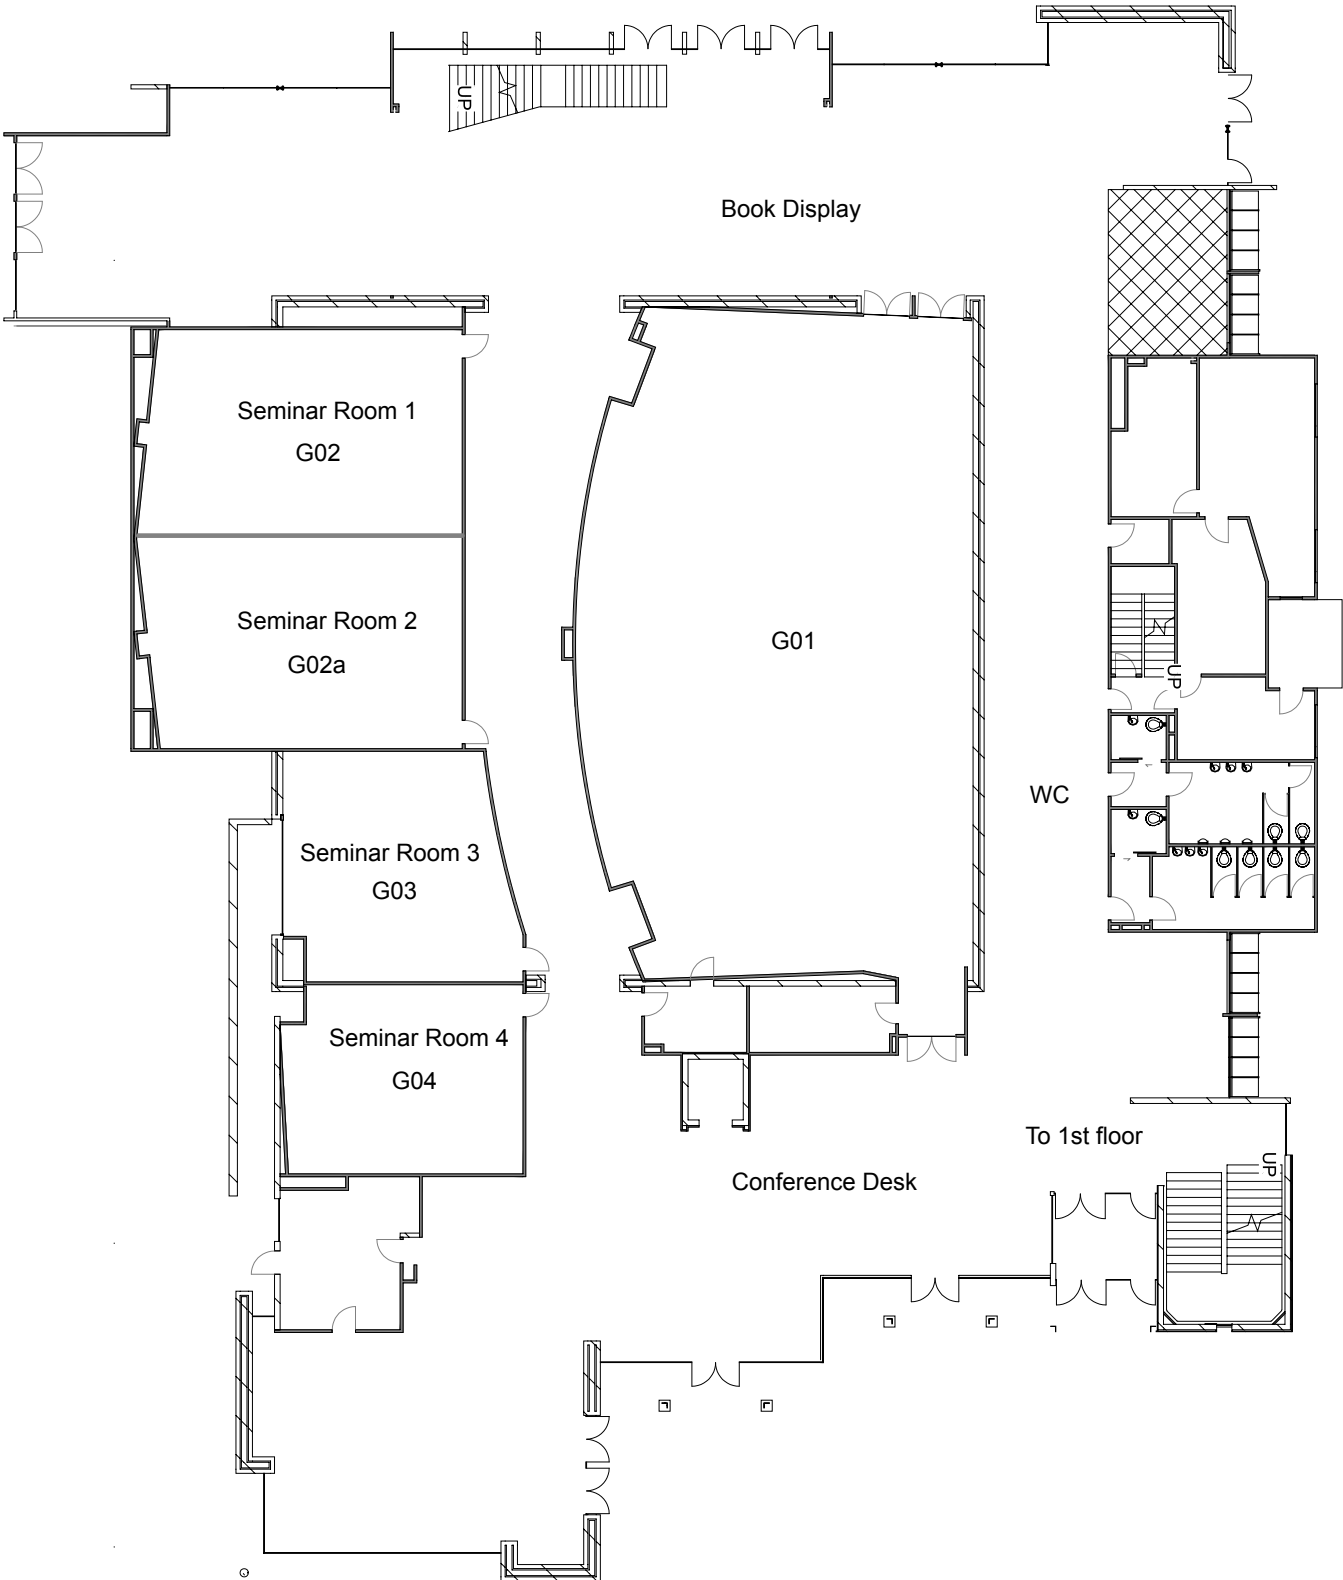 UP
Book Display
Seminar Room 1
G02
Seminar Room 2
G02a
G01
UP
WC
Seminar Room 3
G03
Seminar Room 4
G04
To 1st floor
UP
Conference Desk